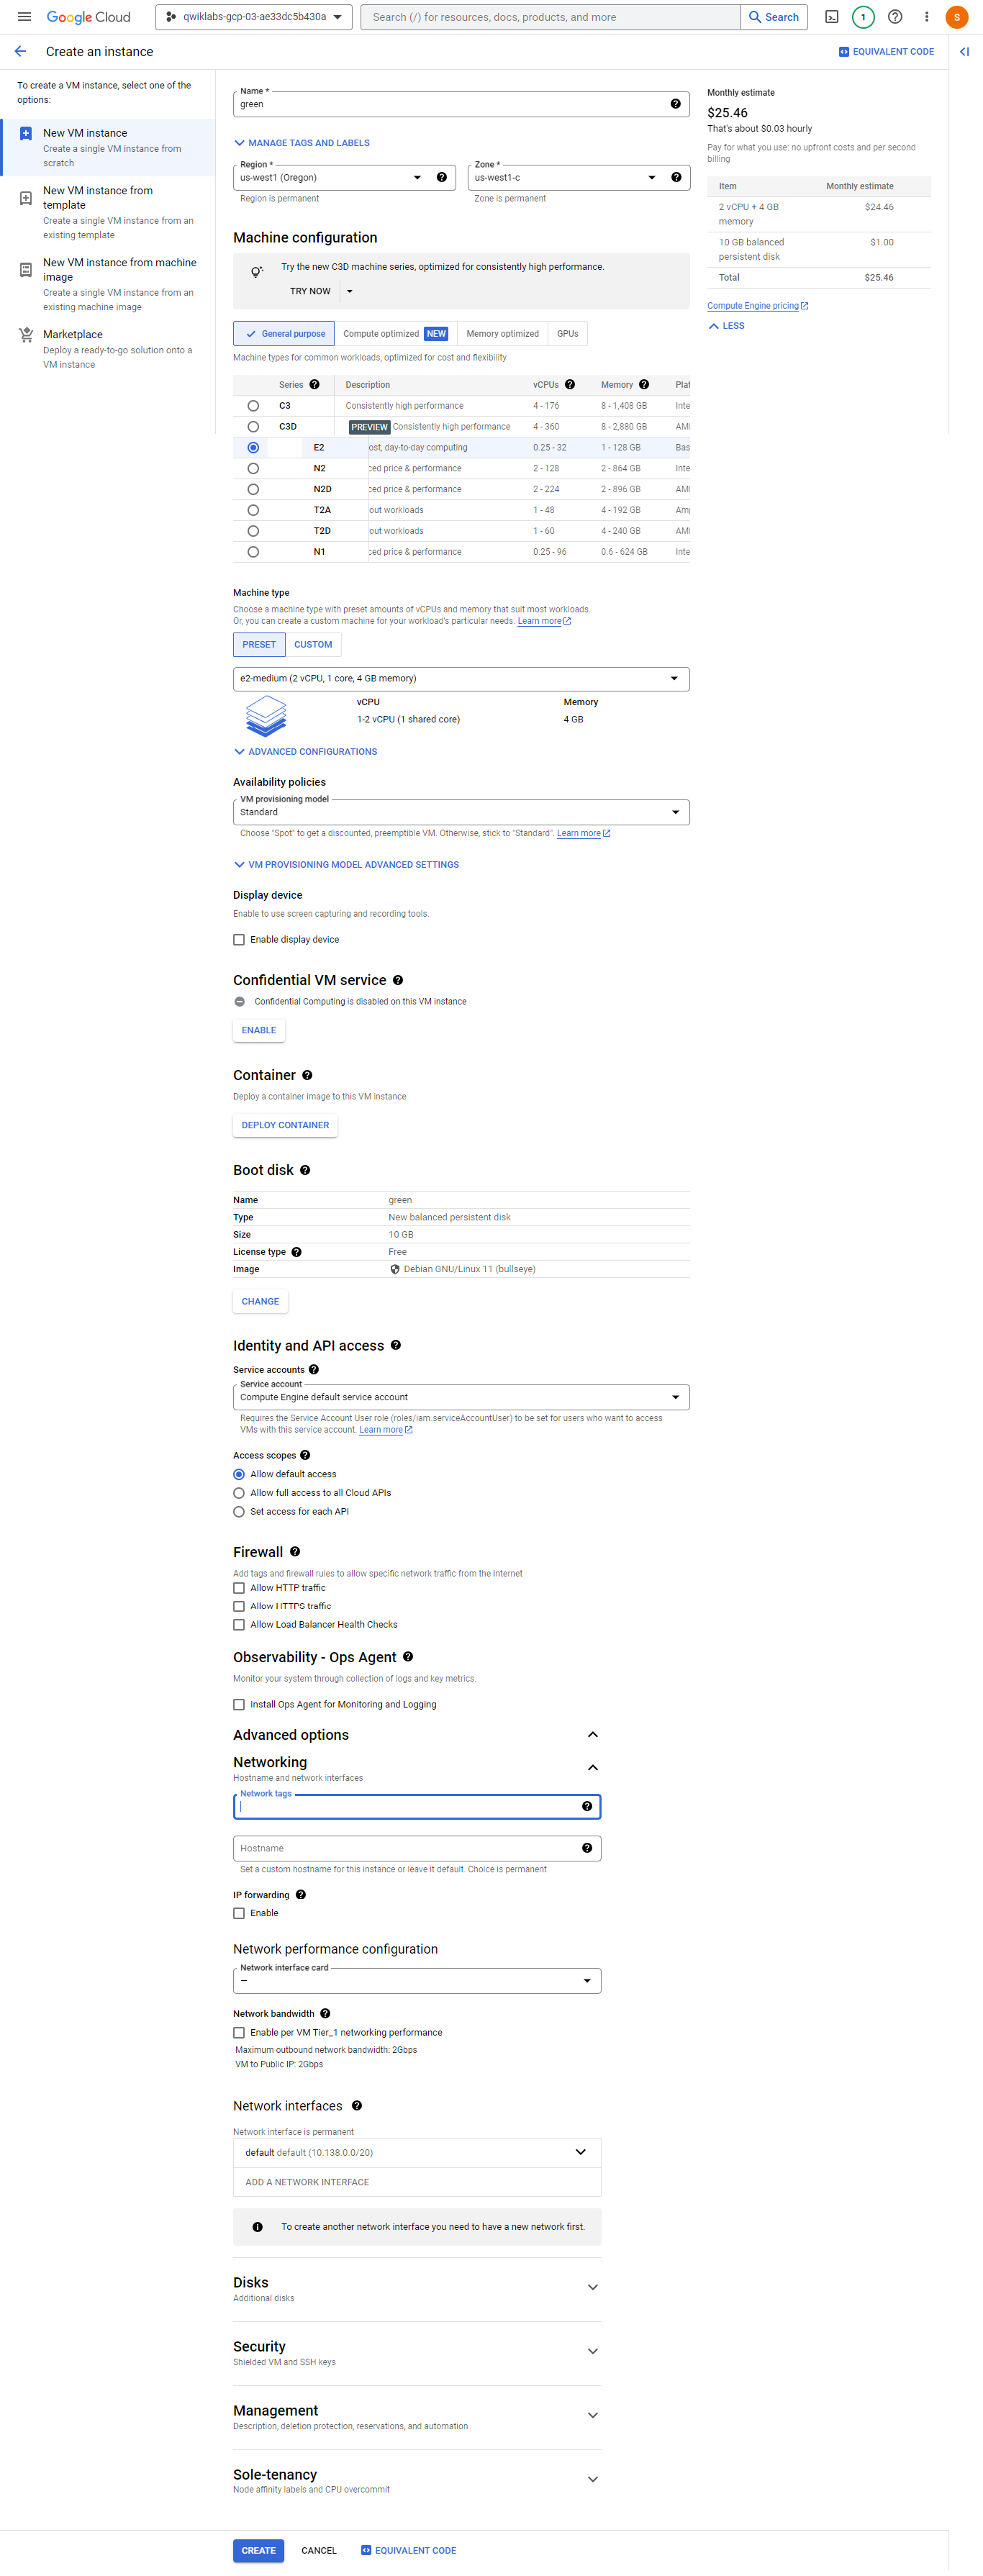 Google Cloud
qwiklabs-gcp-03-ae33dc5b430a
Search (/) for resources, docs, products, and more
Search
1
S
Create an instance
EQUIVALENT CODE
To create a VM instance, select one of the
options:
New VM instance
Create a single VM instance from
scratch
New VM instance from
template
Create a single VM instance from an
existing template
New VM instance from machine
image
Create a single VM instance from an
existing machine image
Marketplace
Deploy a ready-to-go solution onto a
VM instance
Name *
green
MANAGE TAGS AND LABELS
Region *
us-west1 (Oregon)
Region is permanent
Zone *
us-west1-c
Zone is permanent
Machine configuration
Try the new C3D machine series, optimized for consistently high performance.
TRY NOW
General purpose
Compute optimized NEW
Memory optimized
GPUs
Machine types for common workloads, optimized for cost and flexibility
Series Description vCPUs Memory Plat
C3 Consistently high performance 4 - 176 8 - 1,408 GB Inte
C3D PREVIEW Consistently high performance 4 - 360 8 - 2,880 GB AMI
E2 ost, day-to-day computing 0.25 - 32 1 - 128 GB Bas
N2 ced price & performance 2 - 128 2 - 864 GB Inte
N2D ced price & performance 2 - 224 2 - 896 GB AMI
T2A out workloads 1 - 48 4 - 192 GB Amp
T2D out workloads 1 - 60 4 - 240 GB AMI
N1 ced price & performance 0.25 - 96 0.6 - 624 GB Inte
Machine type
Choose a machine type with preset amounts of vCPUs and memory that suit most workloads.
Or, you can create a custom machine for your workload's particular needs. Learn more
PRESET
CUSTOM
e2-medium (2 vCPU, 1 core, 4 GB memory)
vCPU Memory
1-2 vCPU (1 shared core) 4 GB
ADVANCED CONFIGURATIONS
Availability policies
VM provisioning model
Standard
Choose "Spot" to get a discounted, preemptible VM. Otherwise, stick to "Standard". Learn more
VM PROVISIONING MODEL ADVANCED SETTINGS
Display device
Enable to use screen capturing and recording tools.
Enable display device
Confidential VM service
Confidential Computing is disabled on this VM instance
ENABLE
Container
Deploy a container image to this VM instance
DEPLOY CONTAINER
Boot disk
Name green
Type New balanced persistent disk
Size 10 GB
License type Free
Image Debian GNU/Linux 11 (bullseye)
CHANGE
Identity and API access
Service accounts
Service account
Compute Engine default service account
Requires the Service Account User role (roles/iam.serviceAccountUser) to be set for users who want to access
VMs with this service account. Learn more
Access scopes
Allow default access
Allow full access to all Cloud APIs
Set access for each API
Firewall
Add tags and firewall rules to allow specific network traffic from the Internet
Allow HTTP traffic
Allow HTTPS traffic
Allow Load Balancer Health Checks
Observability - Ops Agent
Monitor your system through collection of logs and key metrics.
Install Ops Agent for Monitoring and Logging
Advanced options
Networking
Hostname and network interfaces
Network tags
Hostname
Set a custom hostname for this instance or leave it default. Choice is permanent
IP forwarding
Enable
Network performance configuration
Network interface card
—
Network bandwidth
Enable per VM Tier_1 networking performance
Maximum outbound network bandwidth: 2Gbps
VM to Public IP: 2Gbps
Network interfaces
Network interface is permanent
default default (10.138.0.0/20)
ADD A NETWORK INTERFACE
To create another network interface you need to have a new network first.
Disks
Additional disks
Security
Shielded VM and SSH keys
Management
Description, deletion protection, reservations, and automation
Sole-tenancy
Node affinity labels and CPU overcommit
CREATE
CANCEL
EQUIVALENT CODE
Monthly estimate
$25.46
That's about $0.03 hourly
Pay for what you use: no upfront costs and per second
billing
Item Monthly estimate
2 vCPU + 4 GB
memory $24.46
10 GB balanced
persistent disk $1.00
Total $25.46
Compute Engine pricing
LESS